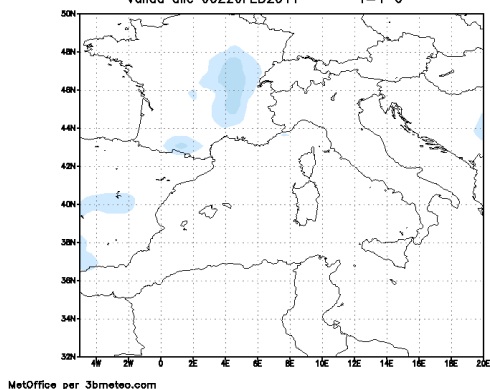 50N
48N
46N
44N
42N
40N
38N
36N
34N
32N
4W 2W 0 2E 4E 6E 8E 10E 12E 14E 16E 18E 20E
MetOffice per 3bmeteo.com